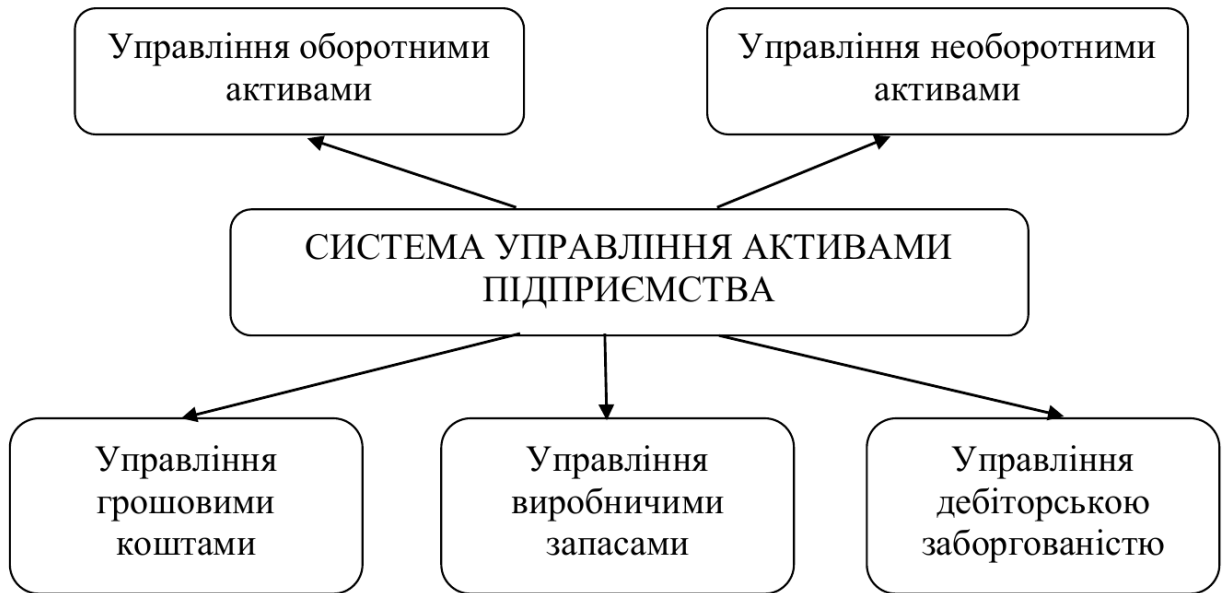 Управління оборотними
активами
Управління необоротними
активами
СИСТЕМА УПРАВЛІННЯ АКТИВАМИ
ПІДПРИЄМСТВА
Управління
грошовими
коштами
Управління
виробничими
запасами
Управління
дебіторською
заборгованістю